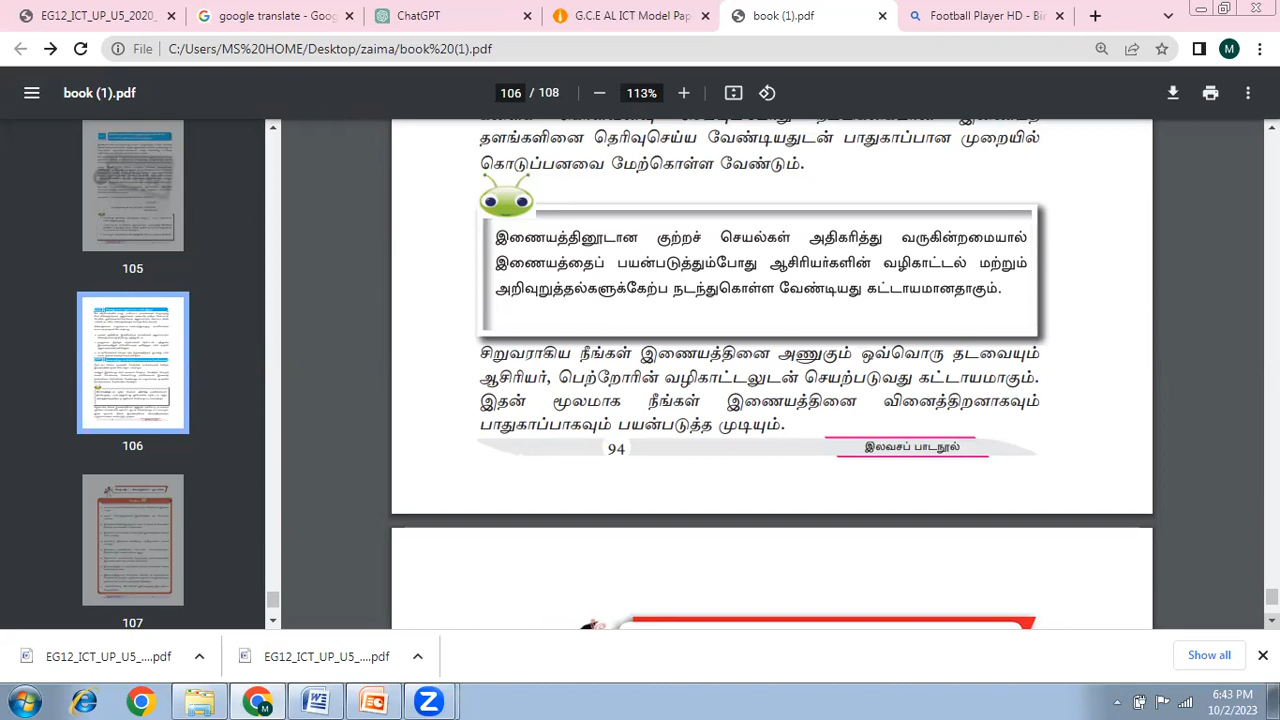 EG12_ICT_UP_U5_2020_
google translate - Goog
ChatGPT
G.C.E AL ICT Model Pap
book (1).pdf
Football Player HD - Bin
File C:/Users/MS%20HOME/Desktop/zaima/book%20(1).pdf
M
book (1).pdf
106 / 108
113%
தளங்களை தெரிவுசெய்ய வேண்டியதுடன் பாதுகாப்பான முறையில்
கொடுப்பனவை மேற்கொள்ள வேண்டும்.
இணையத்தினூடான குற்றச் செயல்கள் அதிகரித்து வருகின்றமையால்
இணையத்தைப் பயன்படுத்தும்போது ஆசிரியர்களின் வழிகாட்டல் மற்றும்
அறிவுறுத்தல்களுக்கேற்ப நடந்துகொள்ள வேண்டியது கட்டாயமானதாகும்.
சிறுவராகிய நீங்கள் இணையத்தினை அணுகும் ஒவ்வொரு தடவையும்
ஆசிரியர், பெற்றோரின் வழிகாட்டலுடன் செயற்படுவது கட்டாயமாகும்.
இதன் மூலமாக நீங்கள் இணையத்தினை வினைத்திறனாகவும்
பாதுகாப்பாகவும் பயன்படுத்த முடியும்.
94
இலவசப் பாடநூல்
105
106
107
EG12_ICT_UP_U5_....pdf
EG12_ICT_UP_U5_....pdf
Show all
M
6:43 PM
10/2/2023